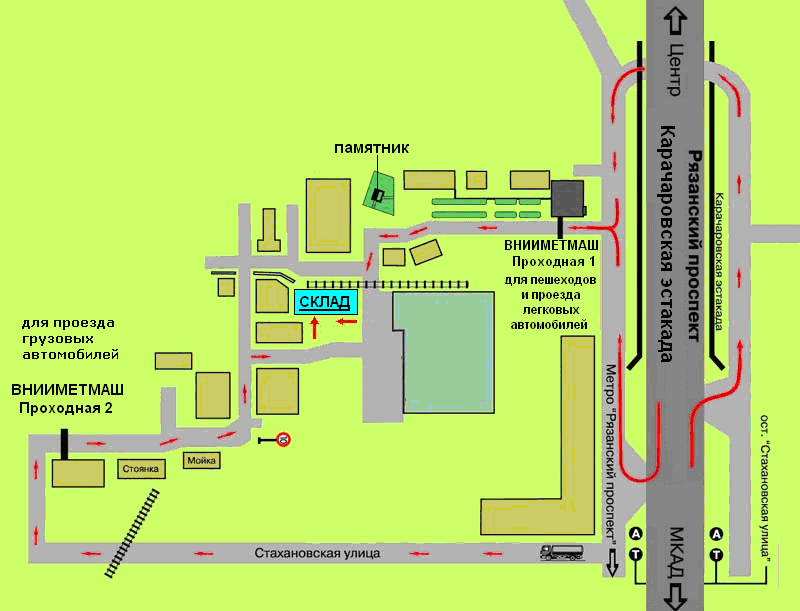 Центр
Рязанский проспект
Карачаровская эстакада
Карачаровская эстакада
памятник
ВНИИМЕТМАШ
Проходная 1
для пешеходов
и проезда
легковых
автомобилей
СКЛАД
для проезда
грузовых
автомобилей
ВНИИМЕТМАШ
Проходная 2
Стоянка
Мойка
Метро "Рязанский проспект"
ост. "Стахановская улица"
Стахановская улица
МКАД
А
Т
А
Т